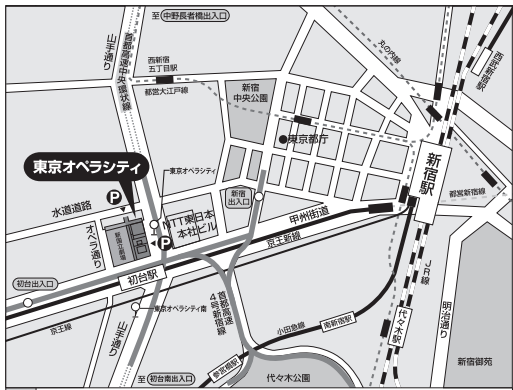 至 中野長者橋出入口
山手通り
首都高速中央環状線
西新宿
五丁目駅
都営大江戸線
新宿
中央公園
丸の内線
西武新宿駅
東京都庁
東京オペラシティ
東京オペラシティ
新宿
出入口
新宿駅
都営新宿線
P
水道道路
オペラ通り
新国立劇場
NTT東日本
本社ビル
P
甲州街道
京王新線
初台出入口
初台駅
JR線
首都高速
4号新宿線
東京オペラシティ南
京王線
山手通り
小田急線
南新宿駅
代々木駅
明治通り
参宮橋駅
至 初台南出入口
代々木公園
新宿御苑